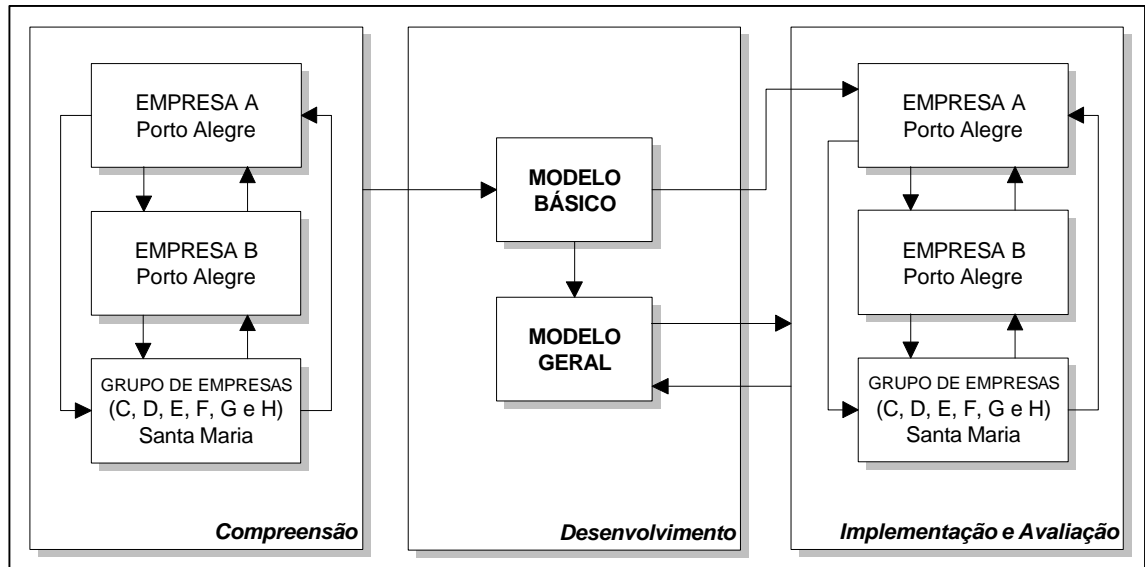 EMPRESA A
Porto Alegre
EMPRESA B
Porto Alegre
GRUPO DE EMPRESAS
(C, D, E, F, G e H)
Santa Maria
Compreensão
MODELO
BÁSICO
MODELO
GERAL
Desenvolvimento
EMPRESA A
Porto Alegre
EMPRESA B
Porto Alegre
GRUPO DE EMPRESAS
(C, D, E, F, G e H)
Santa Maria
Implementação e Avaliação